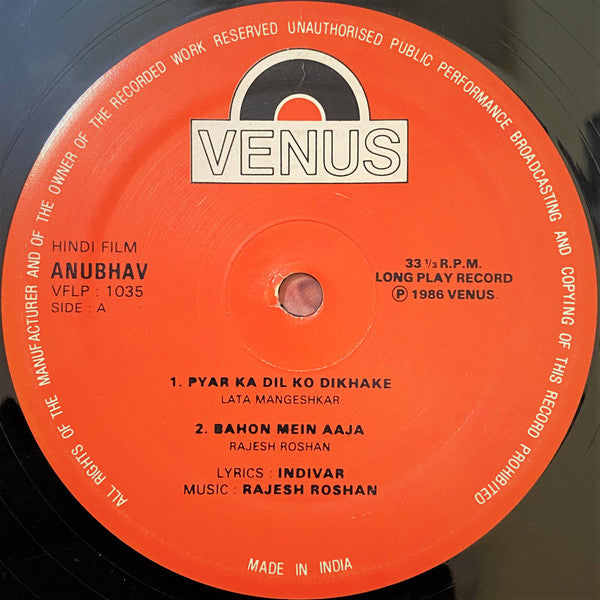 ALL RIGHTS OF THE MANUFACTURER AND OF THE OWNER OF THE RECORDED WORK RESERVED UNAUTHORISED PUBLIC PERFORMANCE BROADCASTING AND COPYING OF THIS RECORD PROHIBITED
VENUS
HINDI FILM
ANUBHAV
VFLP : 1035
SIDE : A
33 1/3 R.P.M.
LONG PLAY RECORD
Ⓟ 1986 VENUS.
1. PYAR KA DIL KO DIKHAKE
LATA MANGESHKAR
2. BAHON MEIN AAJA
RAJESH ROSHAN
LYRICS : INDIVAR
MUSIC : RAJESH ROSHAN
MADE IN INDIA